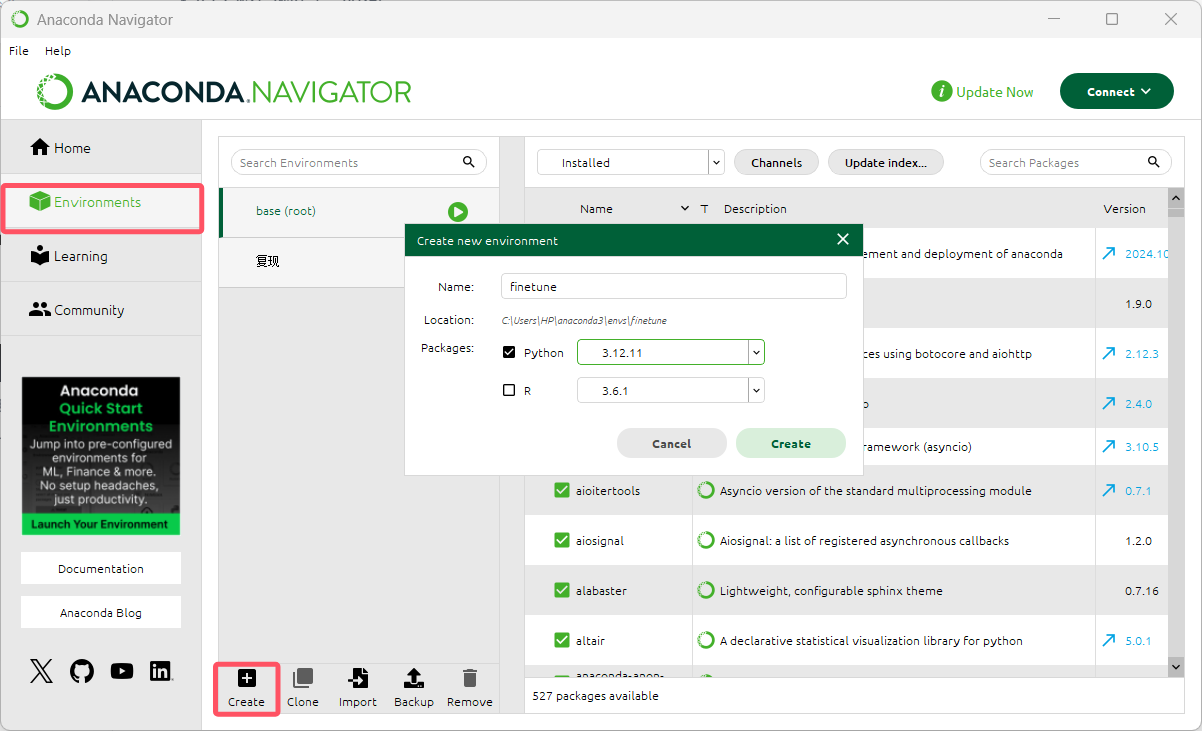 Anaconda Navigator
File Help
ANACONDA.NAVIGATOR
Update Now
Connect
Home
Environments
Learning
Community
Anaconda
Quick Start
Environments
Jump into pre-configured
environments for
ML, Finance & more.
No setup headaches,
just productivity.
Launch Your Environment
Documentation
Anaconda Blog
Search Environments
base (root)
复现
Create
Clone
Import
Backup
Remove
Installed
Channels
Update index...
Search Packages
Name T Description Version
ement and deployment of anaconda 2024.10
1.9.0
ces using botocore and aiohttp 2.12.3
2.4.0
ramework (asyncio) 3.10.5
aioitertools Asyncio version of the standard multiprocessing module 0.7.1
aiosignal Aiosignal: a list of registered asynchronous callbacks 1.2.0
alabaster Lightweight, configurable sphinx theme 0.7.16
altair A declarative statistical visualization library for python 5.0.1
527 packages available
Create new environment
Name: finetune
Location: C:\Users\HP\anaconda3\envs\finetune
Packages: Python 3.12.11
R 3.6.1
Cancel
Create